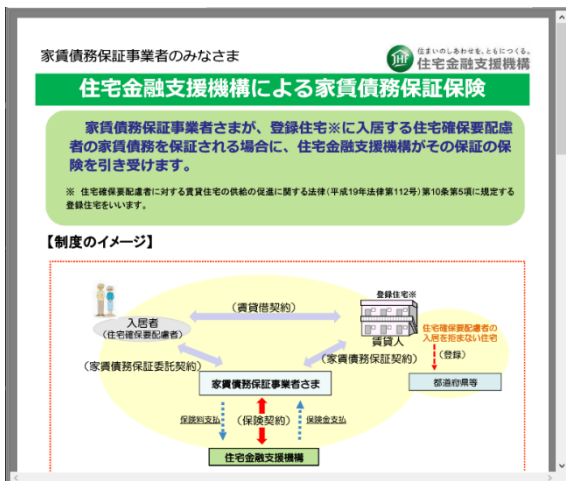 家賃債務保証事業者のみなさま
住まいのしあわせを、ともにつくる。
JHF
住宅金融支援機構
住宅金融支援機構による家賃債務保証保険
家賃債務保証事業者さまが、登録住宅※に入居する住宅確保要配慮
者の家賃債務を保証される場合に、住宅金融支援機構がその保証の保
険を引き受けます。
※ 住宅確保要配慮者に対する賃貸住宅の供給の促進に関する法律(平成19年法律第112号)第10条第5項に規定する
登録住宅をいいます。
【制度のイメージ】
登録住宅※
(賃貸借契約)
入居者
(住宅確保要配慮者)
賃貸人
住宅確保要配慮者の
入居を拒まない住宅
(登録)
(家賃債務保証委託契約)
(家賃債務保証契約)
家賃債務保証事業者さま
都道府県等
保険料支払
(保険契約)
保険金支払
住宅金融支援機構